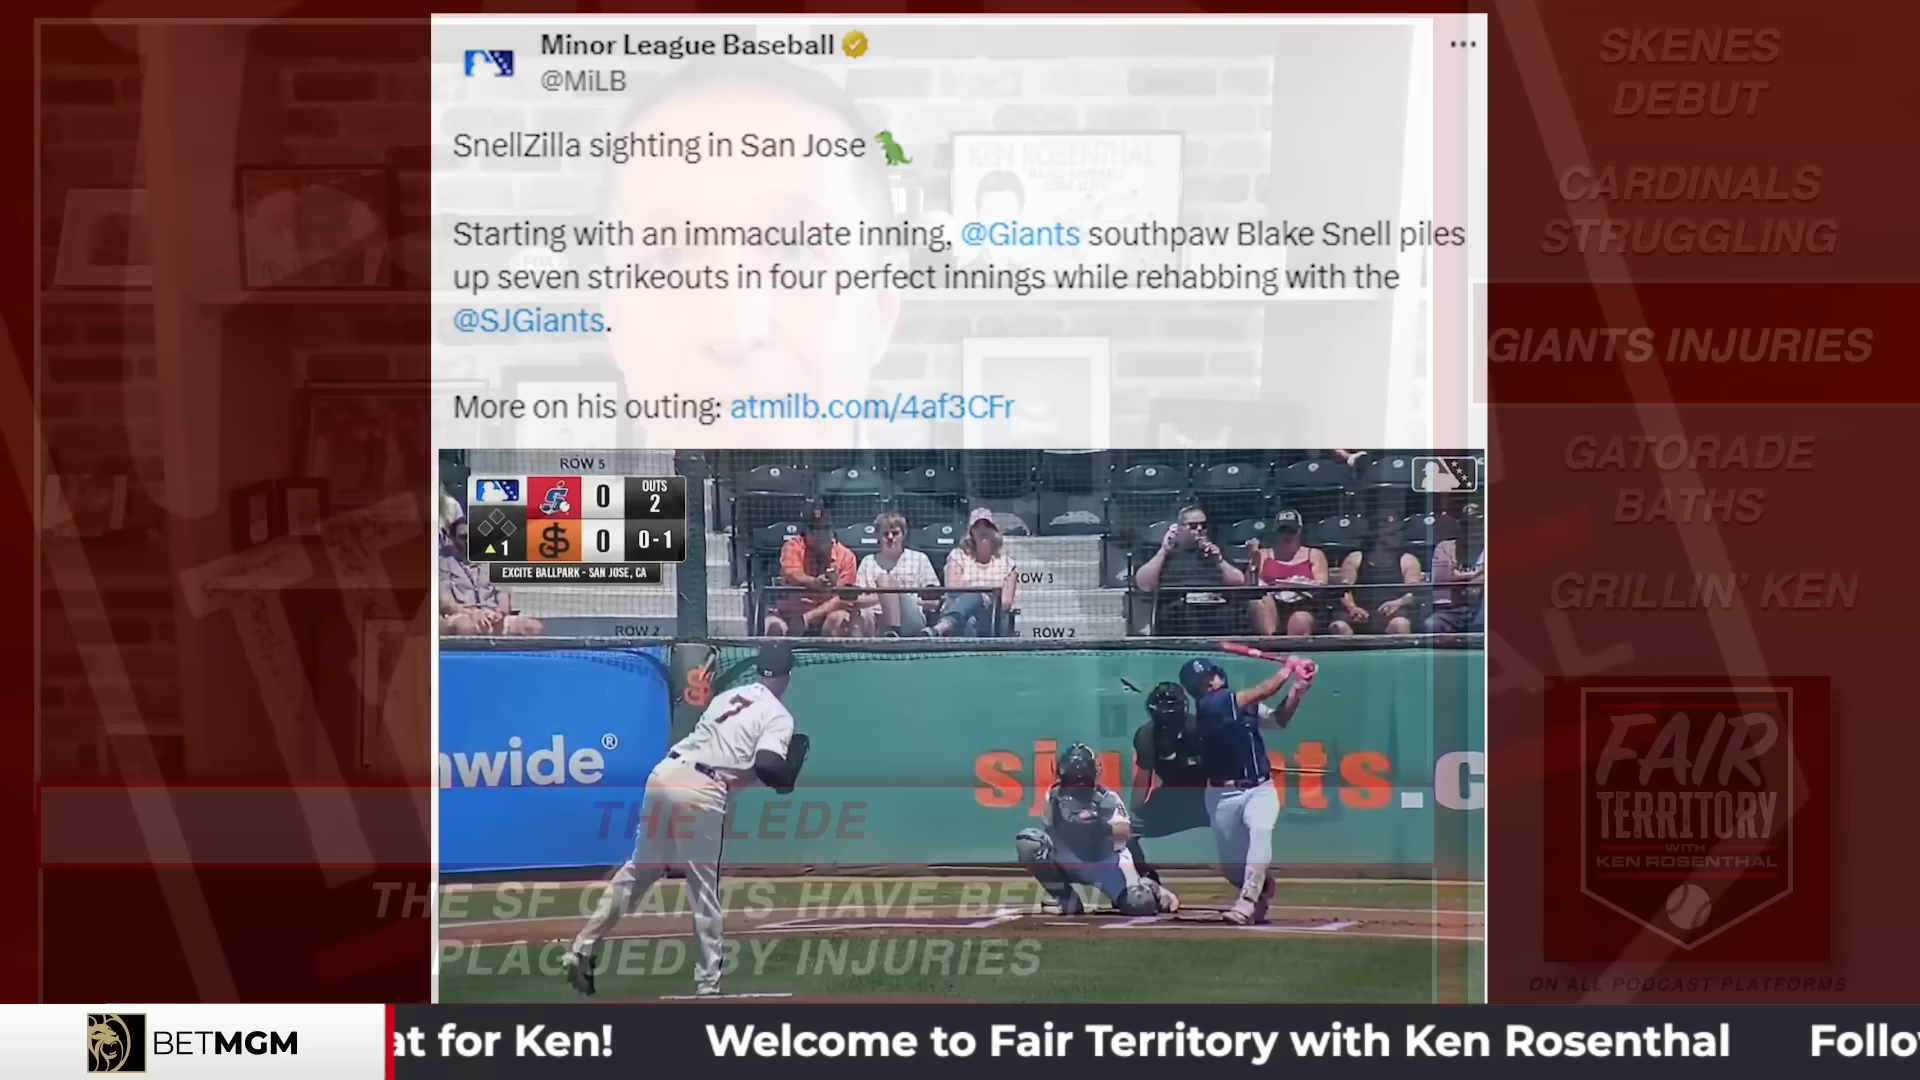 Minor League Baseball
@MiLB
SnellZilla sighting in San Jose
Starting with an immaculate inning, @Giants southpaw Blake Snell piles
up seven strikeouts in four perfect innings while rehabbing with the
@SJGiants.
More on his outing: atmilb.com/4af3CFr
KEN ROSENTHAL
ROW 5
0
OUTS
2
1
0
0-1
EXCITE BALLPARK - SAN JOSE, CA
ROW 3
ROW 2
ROW 2
7
nwide®
sjg nts.c
THE LEDE
THE SF GIANTS HAVE BEEN
PLAGUED BY INJURIES
SKENES
DEBUT
CARDINALS
STRUGGLING
GIANTS INJURIES
GATORADE
BATHS
GRILLIN' KEN
FAIR
TERRITORY
WITH
KEN ROSENTHAL
ON ALL PODCAST PLATFORMS
BETMGM
at for Ken! Welcome to Fair Territory with Ken Rosenthal Follo